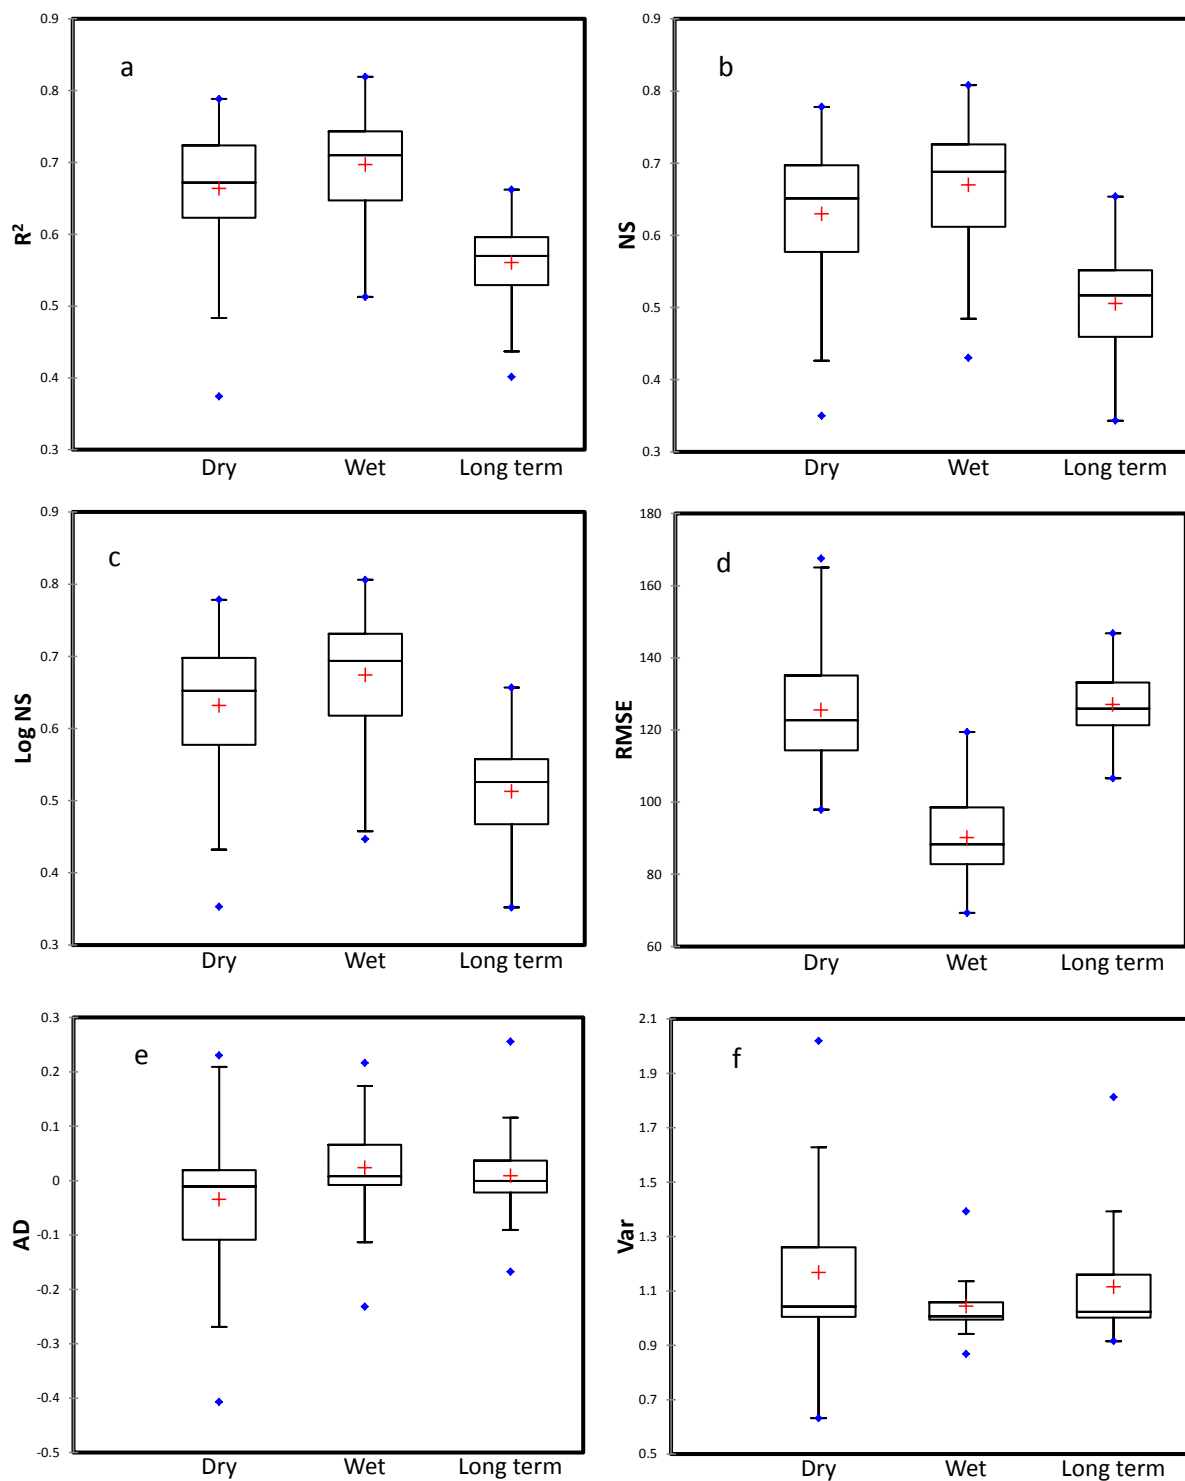 0.9
a
0.8
0.7
0.6
R²
0.5
0.4
0.3
Dry Wet Long term
0.9
b
0.8
0.7
0.6
NS
0.5
0.4
0.3
Dry Wet Long term
0.9
c
0.8
0.7
0.6
Log NS
0.5
0.4
0.3
Dry Wet Long term
180
d
160
140
120
RMSE
100
80
60
Dry Wet Long term
0.3
e
0.2
0.1
0
-0.1
AD
-0.2
-0.3
-0.4
-0.5
Dry Wet Long term
2.1
f
1.9
1.7
1.5
1.3
Var
1.1
0.9
0.7
0.5
Dry Wet Long term